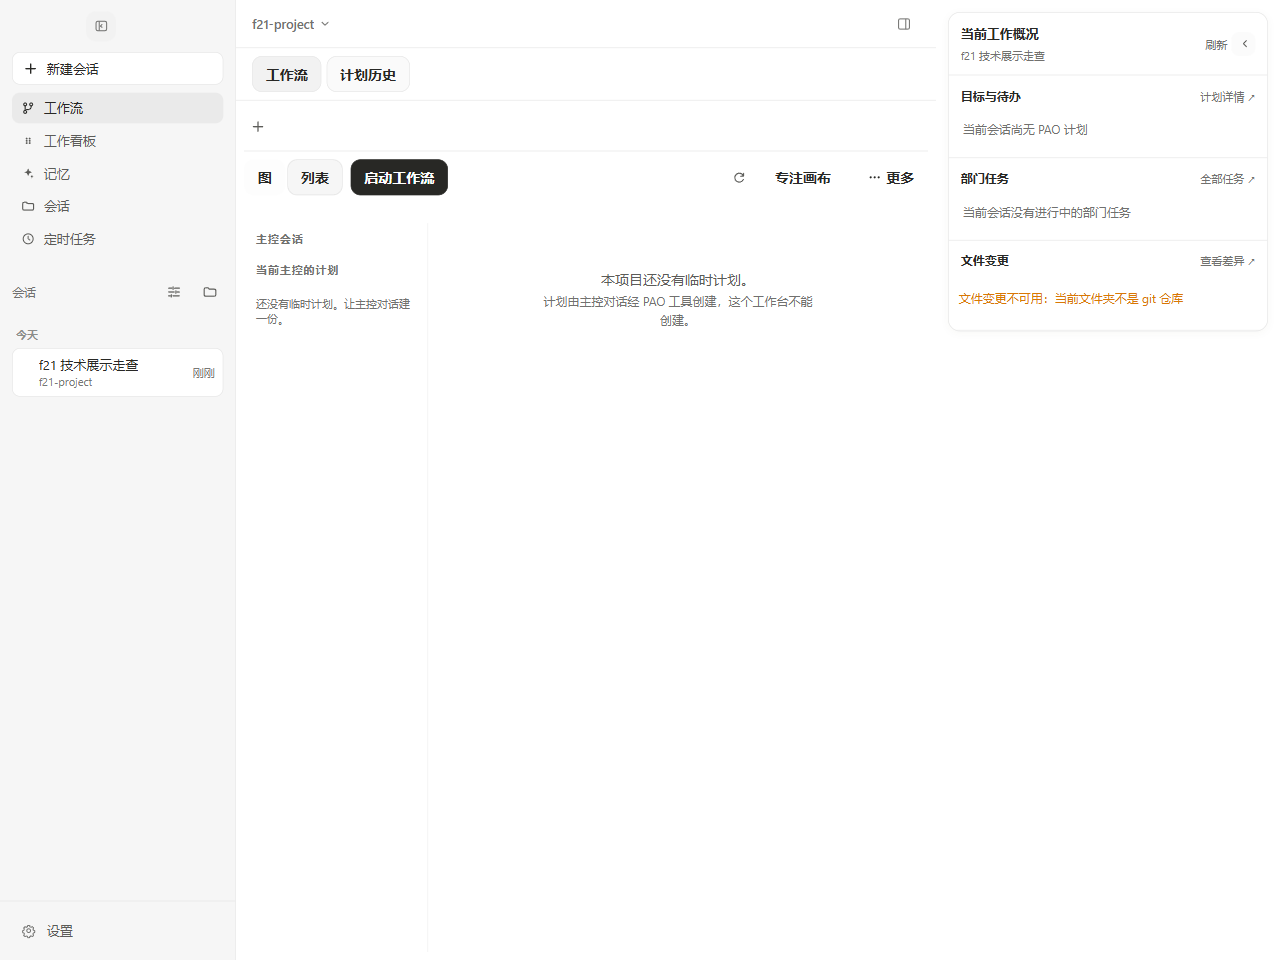 新建会话
工作流
工作看板
记忆
会话
定时任务
会话
今天
f21 技术展示走查
f21-project
刚刚
设置
f21-project
工作流
计划历史
图
列表
启动工作流
专注画布
更多
主控会话
当前主控的计划
还没有临时计划。让主控对话建
一份。
本项目还没有临时计划。
计划由主控对话经 PAO 工具创建，这个工作台不能
创建。
当前工作概况
f21 技术展示走查
刷新
目标与待办
计划详情 ↗
当前会话尚无 PAO 计划
部门任务
全部任务 ↗
当前会话没有进行中的部门任务
文件变更
查看差异 ↗
文件变更不可用：当前文件夹不是 git 仓库